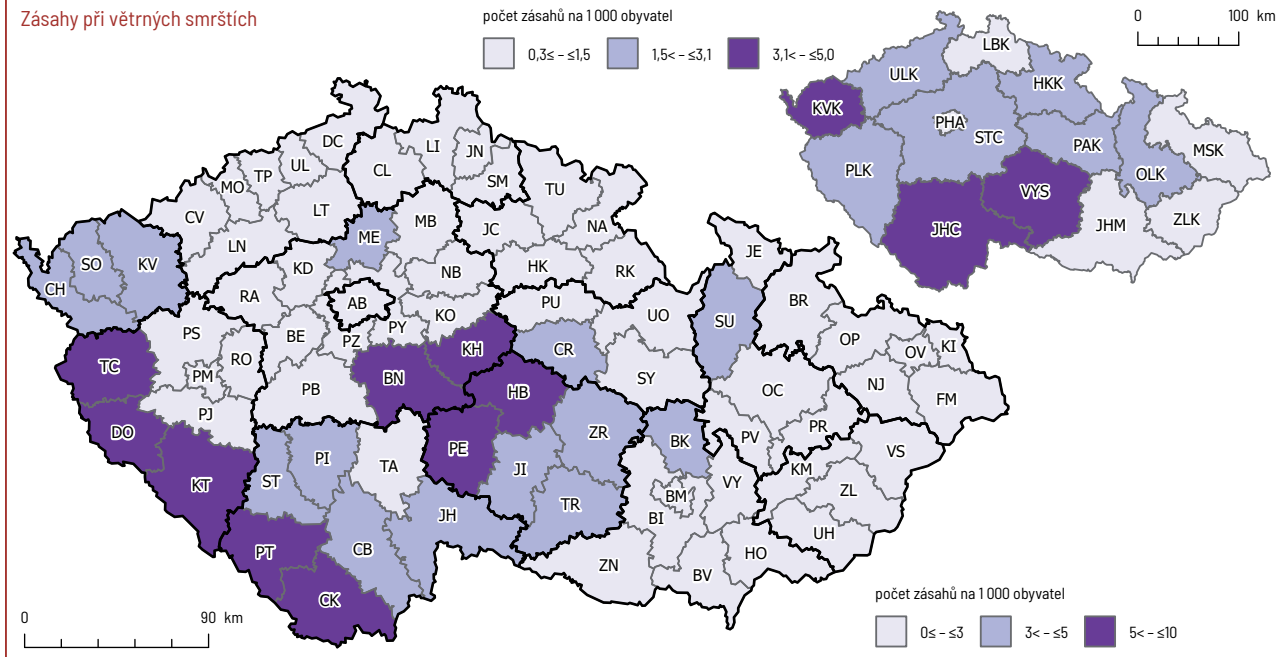 Zásahy při větrných smrštích
počet zásahů na 1 000 obyvatel
0,3≤ - ≤1,5
1,5< - ≤3,1
3,1< - ≤5,0
0 100 km
LBK
ULK
HKK
KVK
PHA
STC
PAK
MSK
PLK
OLK
VYS
JHC
JHM
ZLK
DC
LI
JN
UL
TP
CL
SM
MO
TU
CV
LT
MB
JC
NA
LN
ME
SO
KV
KD
NB
HK
RK
JE
CH
RA
AB
KO
PU
UO
BR
PS
BE
PZ
PY
SU
OP
TC
RO
KH
CR
OV
KI
PM
BN
SY
NJ
PB
HB
OC
FM
PJ
DO
ZR
PR
PI
PE
BK
PV
VS
ST
TA
JI
KM
KT
VY
ZL
BM
TR
JH
BI
UH
PT
CB
HO
ZN
BV
CK
0 90 km
počet zásahů na 1 000 obyvatel
0≤ - ≤3
3< - ≤5
5< - ≤10